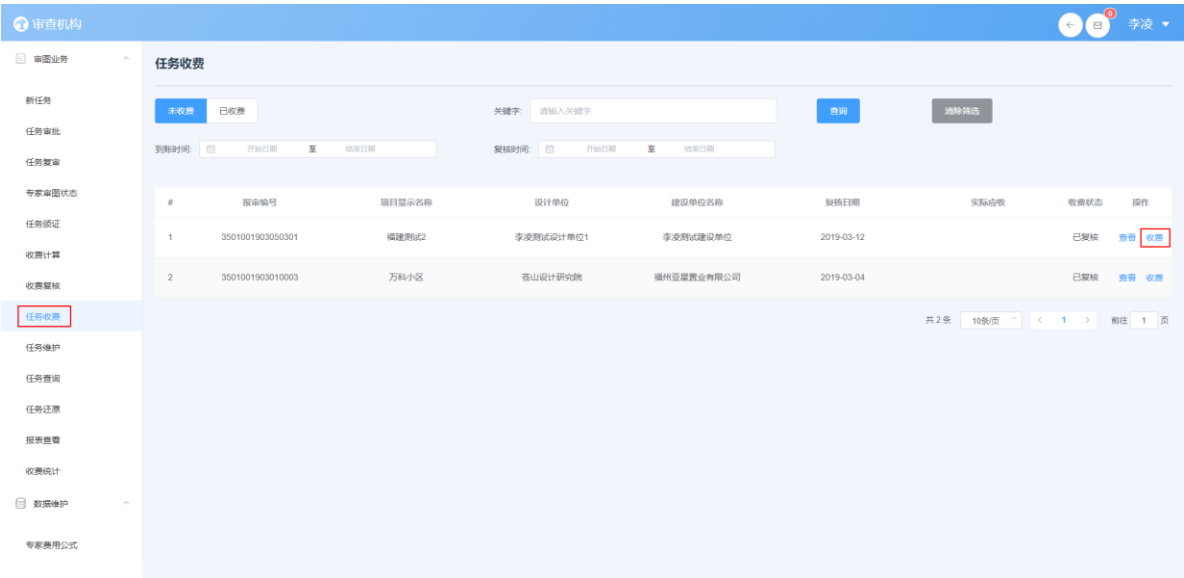 审查机构
0
李凌
审图业务
新任务
任务审批
任务复审
专家审图状态
任务领证
收费计算
收费复核
任务收费
任务维护
任务查询
任务还原
报表查看
收费统计
数据维护
专家费用公式
任务收费
未收费 已收费 关键字: 请输入关键字 查询 清除筛选
到账时间: 开始日期 至 结束日期 复核时间: 开始日期 至 结束日期
# 报审编号 项目显示名称 设计单位 建设单位名称 复核日期 实际应收 收费状态 操作
1 3501001903050301 福建测试2 李凌测试设计单位1 李凌测试建设单位 2019-03-12 已复核 查看 收费
2 3501001903010003 万科小区 苍山设计研究院 福州亚星置业有限公司 2019-03-04 已复核 查看 收费
共 2 条 10条/页 < 1 > 前往 1 页